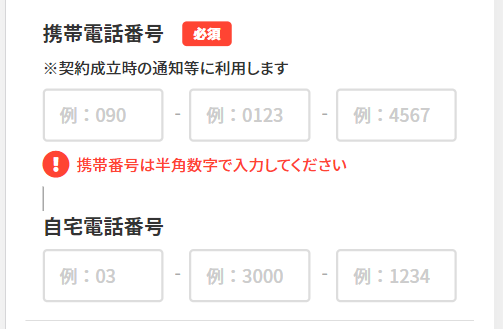 携帯電話番号 必須
※契約成立時の通知等に利用します
例：090 - 例：0123 - 例：4567
! 携帯番号は半角数字で入力してください
自宅電話番号
例：03 - 例：3000 - 例：1234